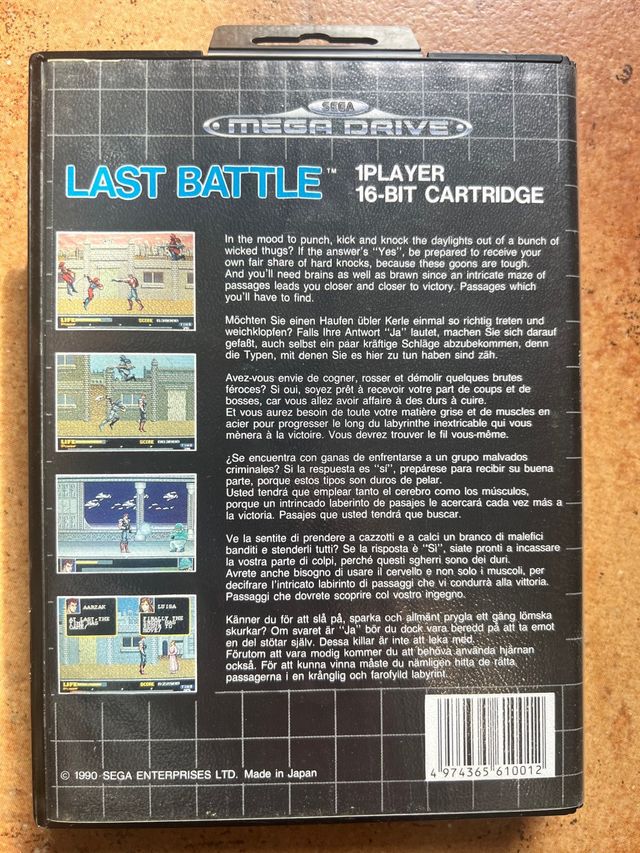 SEGA
MEGA DRIVE
LAST BATTLE™
1PLAYER
16-BIT CARTRIDGE
In the mood to punch, kick and knock the daylights out of a bunch of
wicked thugs? If the answer's "Yes", be prepared to receive your
own fair share of hard knocks, because these goons are tough.
And you'll need brains as well as brawn since an intricate maze of
passages leads you closer and closer to victory. Passages which
you'll have to find.
Möchten Sie einen Haufen übler Kerle einmal so richtig treten und
weichklopfen? Falls Ihre Antwort "Ja" lautet, machen Sie sich darauf
gefaßt, auch selbst ein paar kräftige Schläge abzubekommen, denn
die Typen, mit denen Sie es hier zu tun haben sind zäh.
Avez-vous envie de cogner, rosser et démolir quelques brutes
féroces? Si oui, soyez prêt à recevoir votre part de coups et de
bosses, car vous allez avoir affaire à des durs à cuire.
Et vous aurez besoin de toute votre matière grise et de muscles en
acier pour progresser le long du labyrinthe inextricable qui vous
mènera à la victoire. Vous devrez trouver le fil vous-même.
¿Se encuentra con ganas de enfrentarse a un grupo malvados
criminales? Si la respuesta es "sí", prepárese para recibir su buena
parte, porque estos tipos son duros de pelar.
Usted tendrá que emplear tanto el cerebro como los músculos,
porque un intrincado laberinto de pasajes le acercará cada vez más a
la victoria. Pasajes que usted tendrá que buscar.
Ve la sentite di prendere a cazzotti e a calci un branco di malefici
banditi e stenderli tutti? Se la risposta è "Sì", siate pronti a incassare
la vostra parte di colpi, perché questi sgherri sono dei duri.
Avrete anche bisogno di usare il cervello e non solo i muscoli, per
decifrare l'intricato labirinto di passaggi che vi condurrà alla vittoria.
Passaggi che dovrete scoprire col vostro ingegno.
Känner du för att slå på, sparka och allmänt prygla ett gäng lömska
skurkar? Om svaret är "Ja" bör du dock vara beredd på att ta emot
en del stötar själv. Dessa killar är inte att leka med.
Förutom att vara modig kommer du att behöva använda hjärnan
också. För att kunna vinna måste du nämligen hitta de rätta
passagerna i en krånglig och farofylld labyrint.
LIFE
SCORE
LIFE
LIFE
SCORE
AARZAK
LUISA
AT LAST THE
FINALLY THE
© 1990 SEGA ENTERPRISES LTD. Made in Japan
4 974365 610012